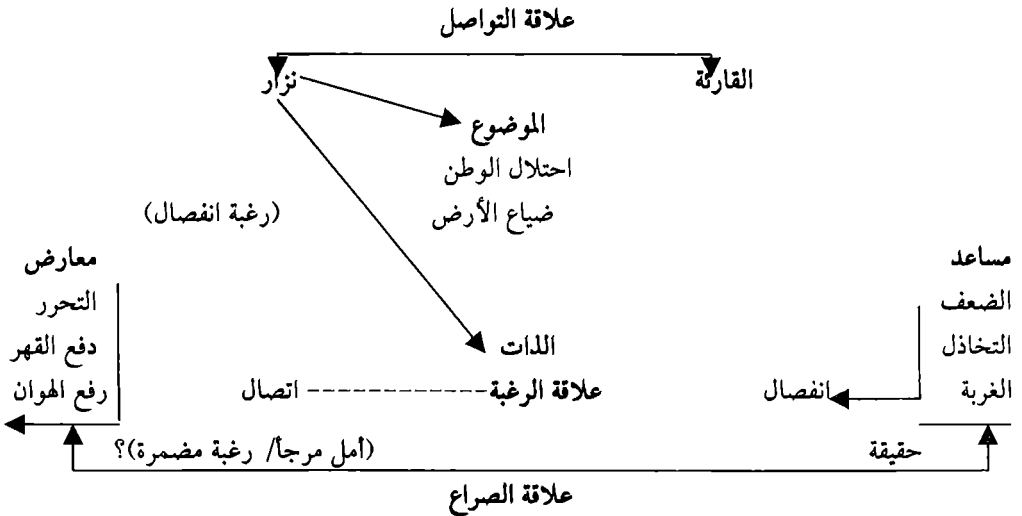 علاقة التواصل
القارئة نزار
الموضوع
احتلال الوطن
ضياع الأرض
(رغبة انفصال)
مساعد معارض
الضعف التحرر
التخاذل الذات دفع القهر
الغربة انفصال علاقة الرغبة اتصال رفع الهوان
حقيقة (أمل مرجأ/ رغبة مضمرة)؟
علاقة الصراع